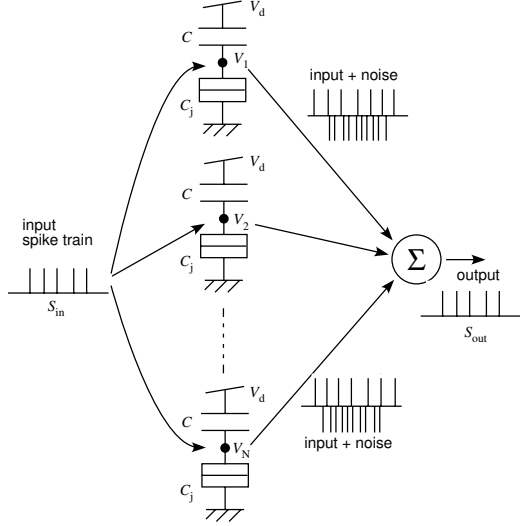 V_d
C
V_1
C_j
input + noise
V_d
C
V_2
C_j
input
spike train
S_in
Σ
output
S_out
V_d
C
V_N
C_j
input + noise